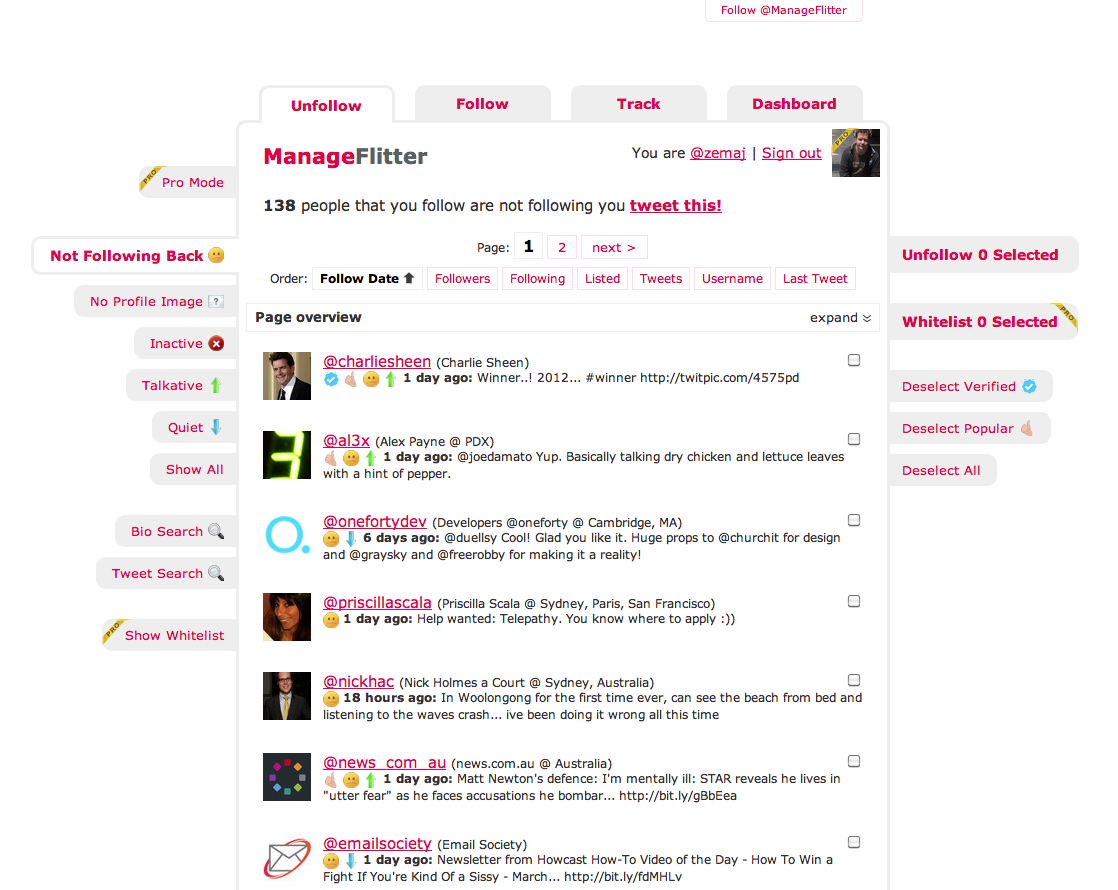 Follow @ManageFlitter
Unfollow
Follow
Track
Dashboard
ManageFlitter
You are @zemaj | Sign out
PRO
138 people that you follow are not following you tweet this!
Page: 1 2 next >
Order: Follow Date Followers Following Listed Tweets Username Last Tweet
Page overview
expand
PRO Pro Mode
Not Following Back
No Profile Image ?
Inactive
Talkative
Quiet
Show All
Bio Search
Tweet Search
PRO Show Whitelist
@charliesheen (Charlie Sheen)
1 day ago: Winner..! 2012... #winner http://twitpic.com/4575pd
3
@al3x (Alex Payne @ PDX)
1 day ago: @joedamato Yup. Basically talking dry chicken and lettuce leaves
with a hint of pepper.
@onefortydev (Developers @oneforty @ Cambridge, MA)
6 days ago: @duellsy Cool! Glad you like it. Huge props to @churchit for design
and @graysky and @freerobby for making it a reality!
@priscillascala (Priscilla Scala @ Sydney, Paris, San Francisco)
1 day ago: Help wanted: Telepathy. You know where to apply :))
@nickhac (Nick Holmes a Court @ Sydney, Australia)
18 hours ago: In Woolongong for the first time ever, can see the beach from bed and
listening to the waves crash... ive been doing it wrong all this time
@news_com_au (news.com.au @ Australia)
1 day ago: Matt Newton's defence: I'm mentally ill: STAR reveals he lives in
"utter fear" as he faces accusations he bombar... http://bit.ly/gBbEea
@emailsociety (Email Society)
1 day ago: Newsletter from Howcast How-To Video of the Day - How To Win a
Fight If You're Kind Of a Sissy - March... http://bit.ly/fdMHLv
Unfollow 0 Selected
Whitelist 0 Selected PRO
Deselect Verified
Deselect Popular
Deselect All